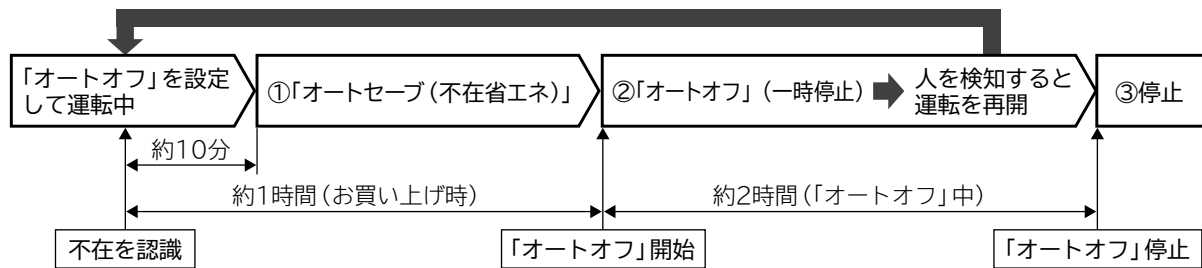 「オートオフ」を設定
して運転中
①「オートセーブ(不在省エネ)」
②「オートオフ」(一時停止)
人を検知すると
運転を再開
③停止
約10分
約1時間(お買い上げ時)
約2時間(「オートオフ」中)
不在を認識
「オートオフ」開始
「オートオフ」停止